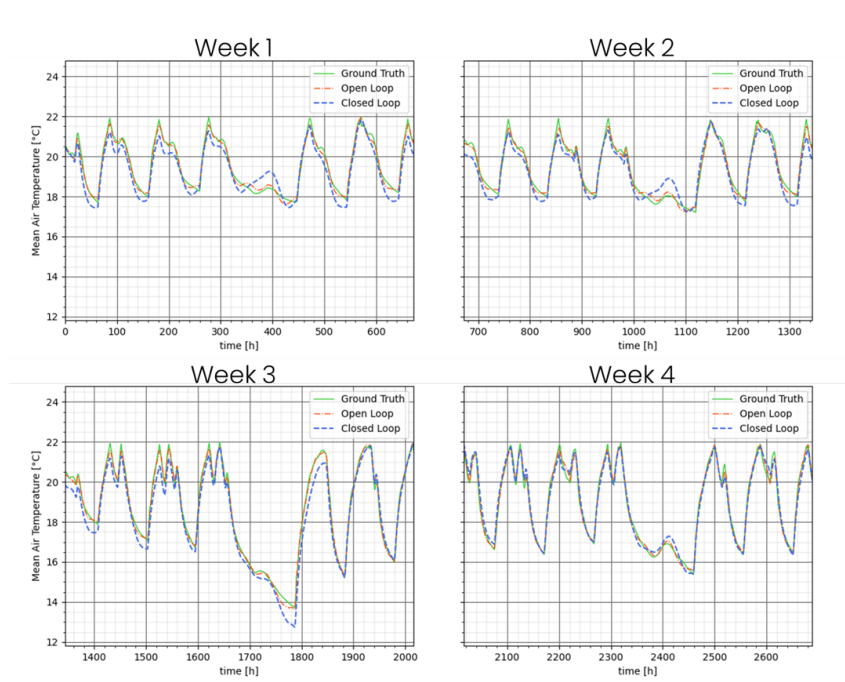 Week 1
24
22
20
18
16
14
12
Mean Air Temperature [°C]
Ground Truth
Open Loop
Closed Loop
0 100 200 300 400 500 600
time [h]
Week 2
Ground Truth
Open Loop
Closed Loop
700 800 900 1000 1100 1200 1300
time [h]
Week 3
24
22
20
18
16
14
12
Mean Air Temperature [°C]
Ground Truth
Open Loop
Closed Loop
1400 1500 1600 1700 1800 1900 2000
time [h]
Week 4
Ground Truth
Open Loop
Closed Loop
2100 2200 2300 2400 2500 2600
time [h]